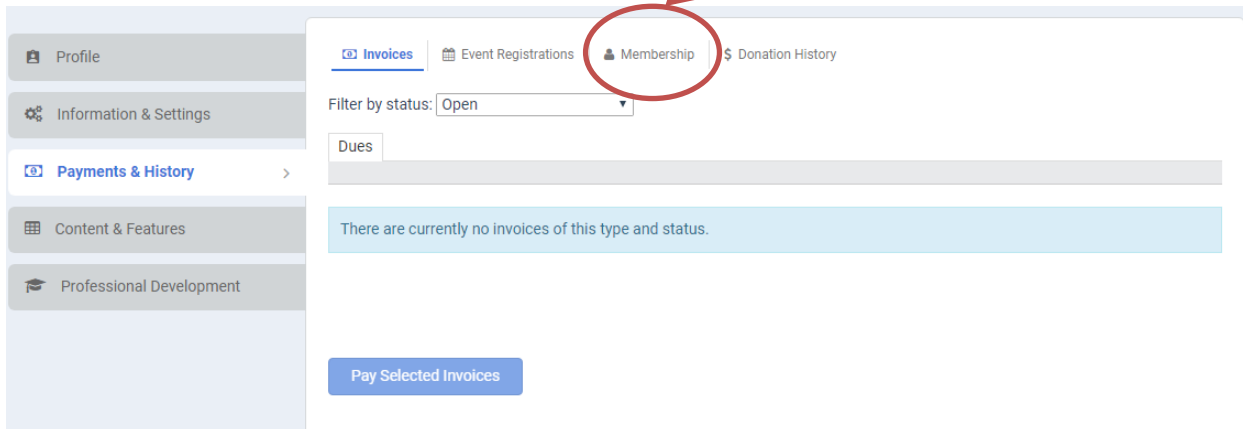 Profile
Information & Settings
Payments & History
Content & Features
Professional Development
Invoices Event Registrations Membership $ Donation History
Filter by status: Open
Dues
There are currently no invoices of this type and status.
Pay Selected Invoices